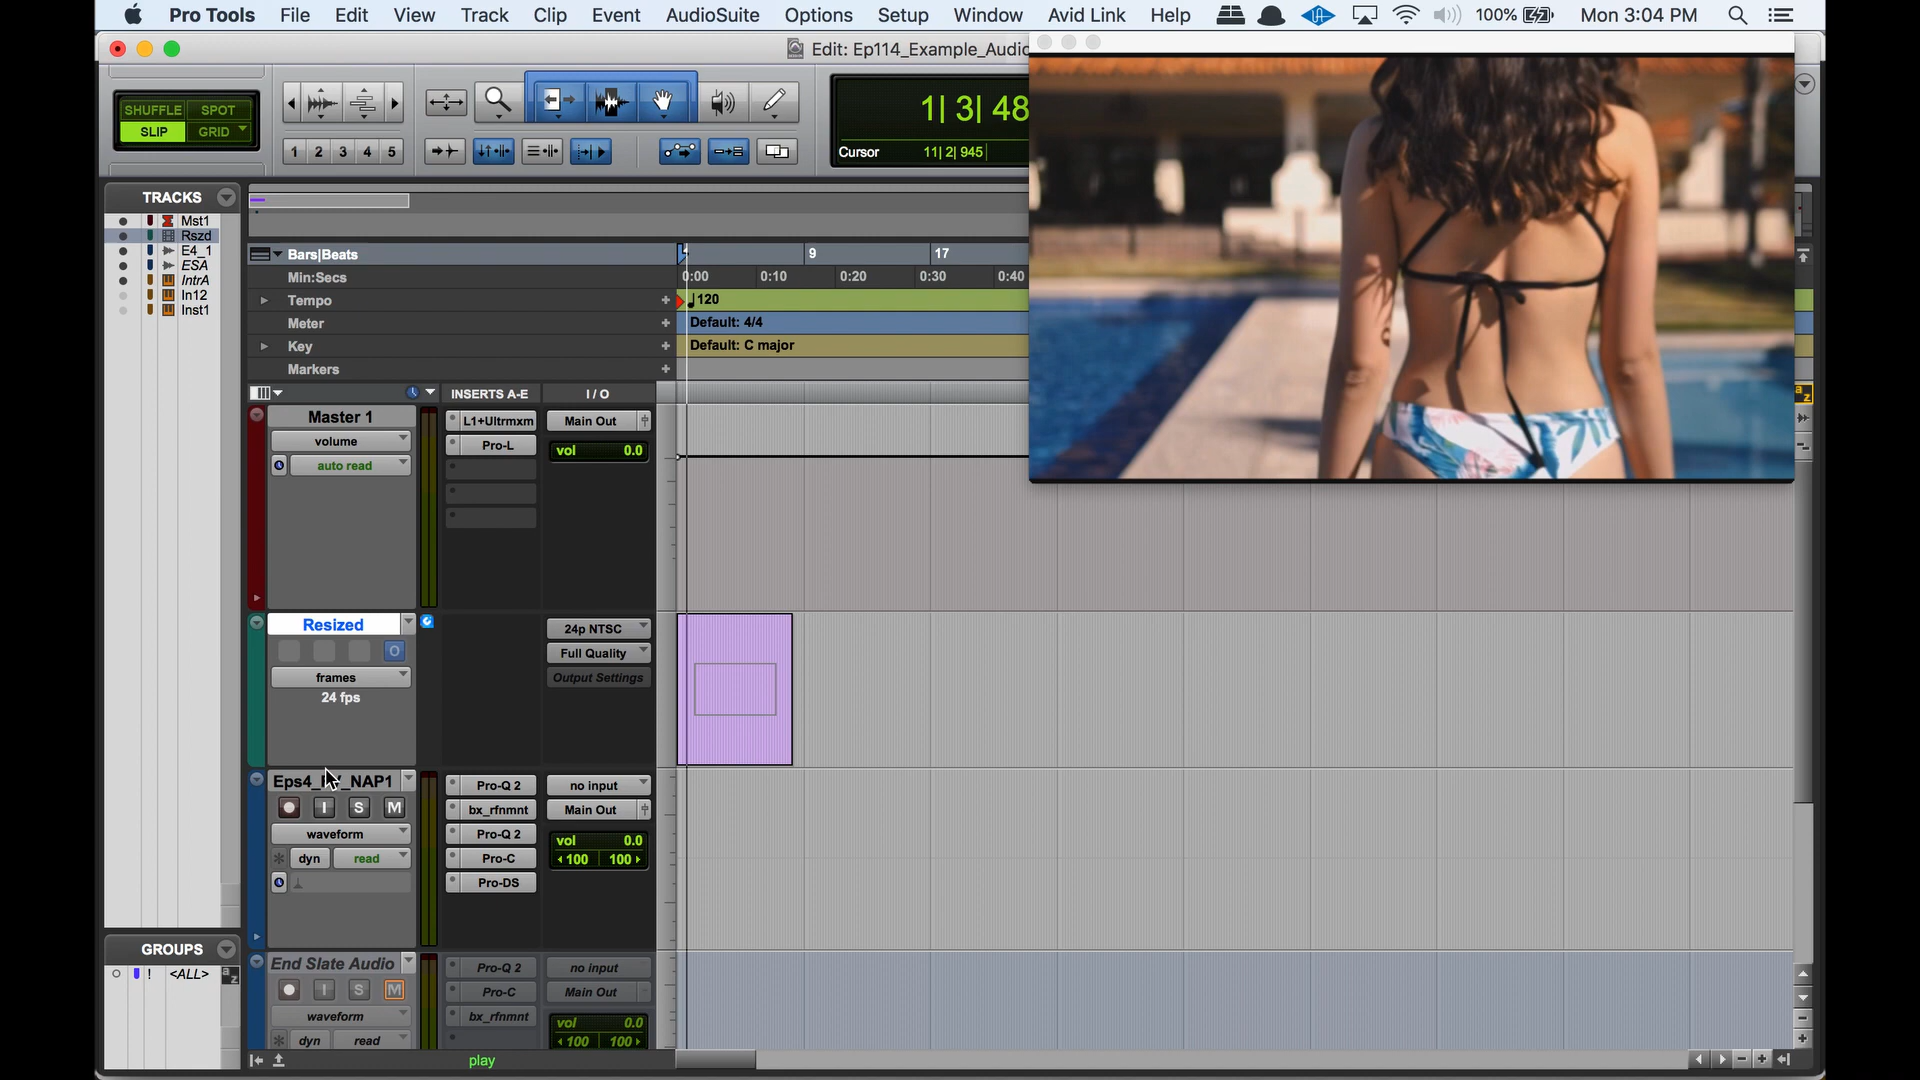 Pro Tools File Edit View Track Clip Event AudioSuite Options Setup Window Avid Link Help 100% Mon 3:04 PM
Edit: Ep114_Example_Audio
SHUFFLE SPOT
SLIP GRID
1 2 3 4 5
1| 3| 48
Cursor 11| 2| 945
TRACKS
Mst1
Rszd
E4_1
ESA
IntrA
In12
Inst1
Bars|Beats 9 17
Min:Secs 0:00 0:10 0:20 0:30 0:40
Tempo 120
Meter Default: 4/4
Key Default: C major
Markers
INSERTS A-E I / O
Master 1 L1+Ultrmxm Main Out
volume Pro-L vol 0.0
auto read
Resized 24p NTSC
O Full Quality
frames Output Settings
24 fps
Pro-Q 2 no input
I S M bx_rfnmnt Main Out
waveform Pro-Q 2 vol 0.0
dyn read Pro-C 100 100
Pro-DS
End Slate Audio Pro-Q 2 no input
I S M Pro-C Main Out
waveform bx_rfnmnt vol 0.0
dyn read 100 100
GROUPS
! <ALL> a z
play